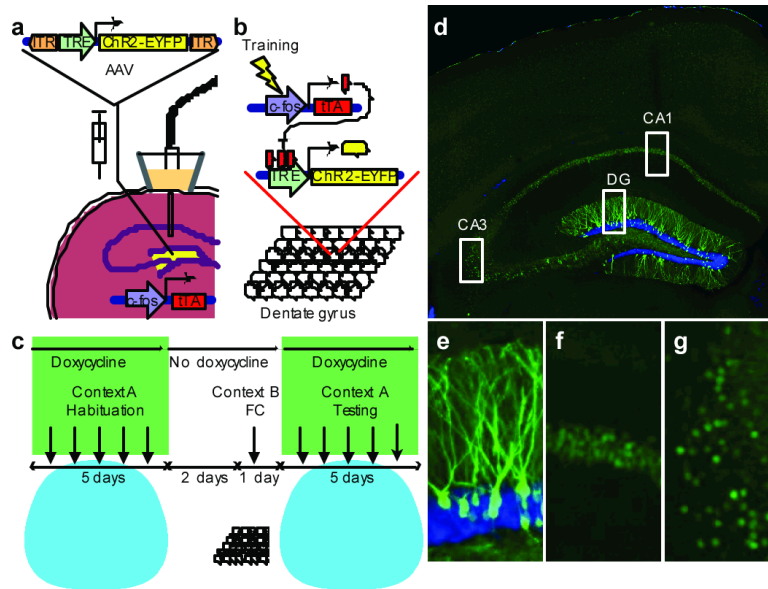 a
ITR TRE ChR2-EYFP ITR
AAV
c-fos tTA
b
Training
c-fos tTA
TRE ChR2-EYFP
Dentate gyrus
c
Doxycycline No doxycycline Doxycycline
Context A Context B Context A
Habituation FC Testing
5 days 2 days 1 day 5 days
d
CA1
DG
CA3
e
f
g